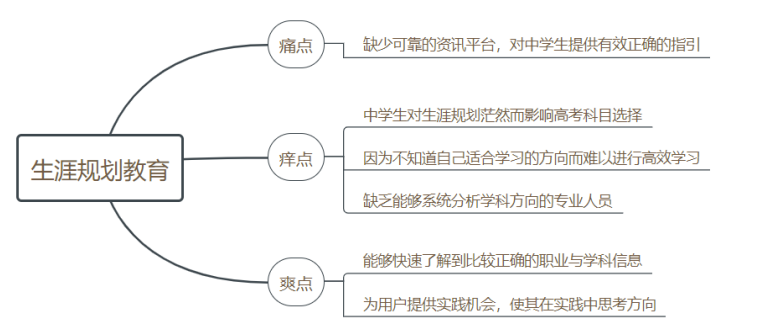 生涯规划教育
痛点
缺少可靠的资讯平台，对中学生提供有效正确的指引
痒点
中学生对生涯规划茫然而影响高考科目选择
因为不知道自己适合学习的方向而难以进行高效学习
缺乏能够系统分析学科方向的专业人员
爽点
能够快速了解到比较正确的职业与学科信息
为用户提供实践机会，使其在实践中思考方向